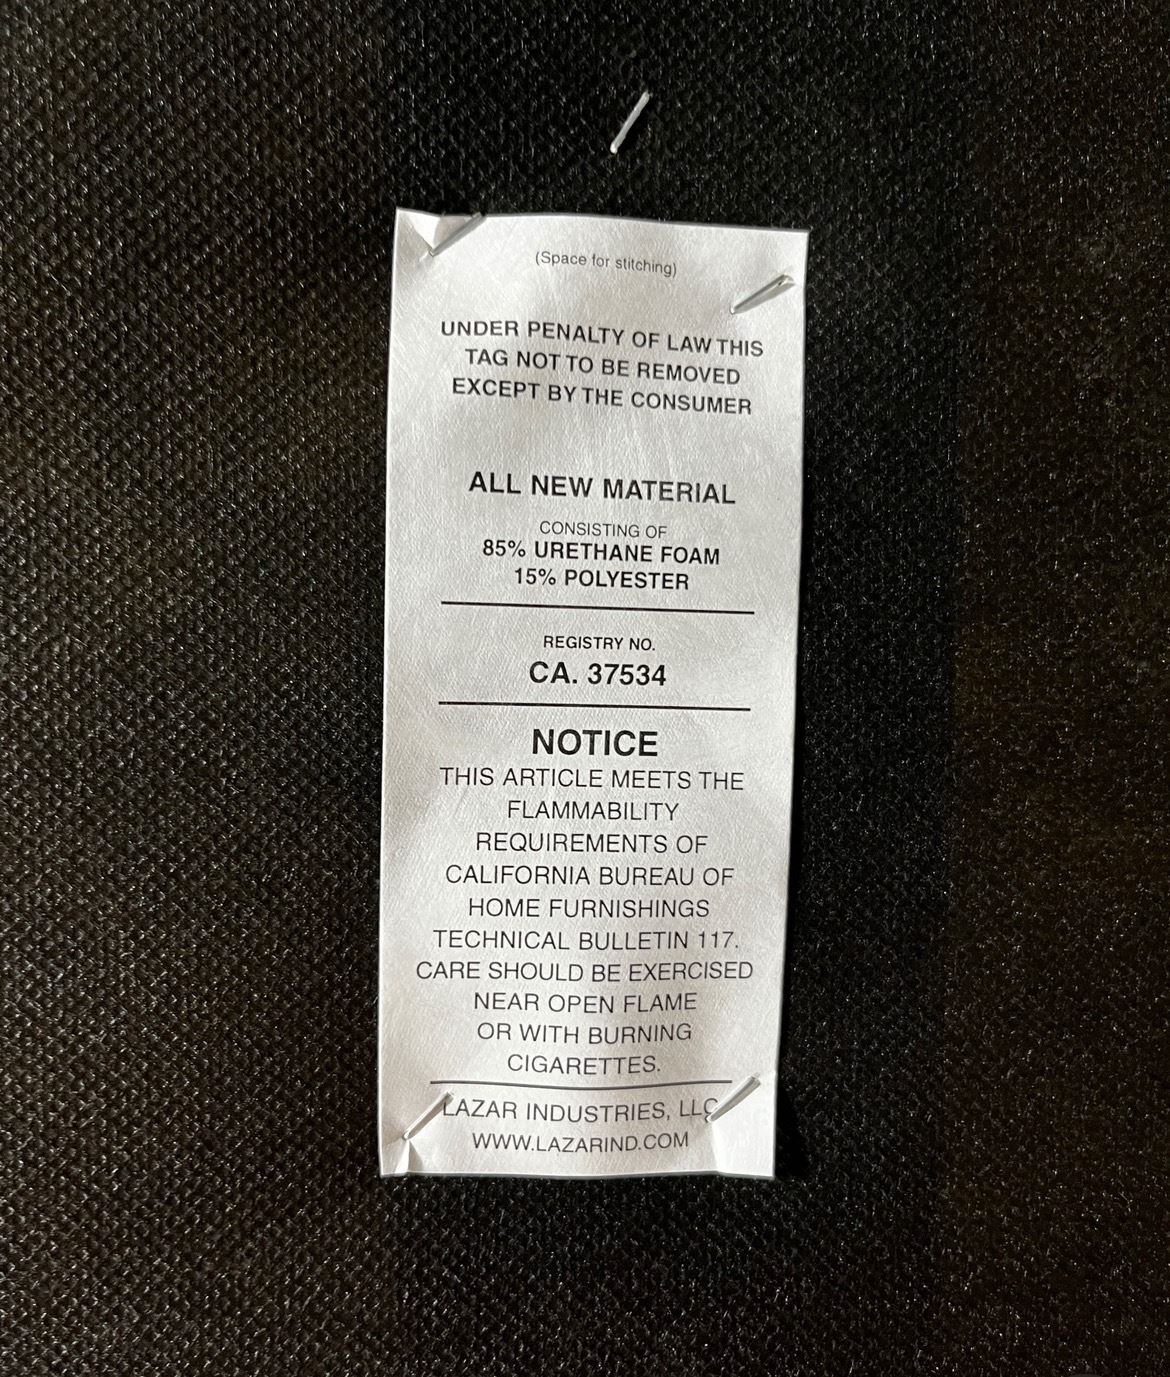 (Space for stitching)
UNDER PENALTY OF LAW THIS
TAG NOT TO BE REMOVED
EXCEPT BY THE CONSUMER
ALL NEW MATERIAL
CONSISTING OF
85% URETHANE FOAM
15% POLYESTER
REGISTRY NO.
CA. 37534
NOTICE
THIS ARTICLE MEETS THE
FLAMMABILITY
REQUIREMENTS OF
CALIFORNIA BUREAU OF
HOME FURNISHINGS
TECHNICAL BULLETIN 117.
CARE SHOULD BE EXERCISED
NEAR OPEN FLAME
OR WITH BURNING
CIGARETTES.
LAZAR INDUSTRIES, LLC
WWW.LAZARIND.COM